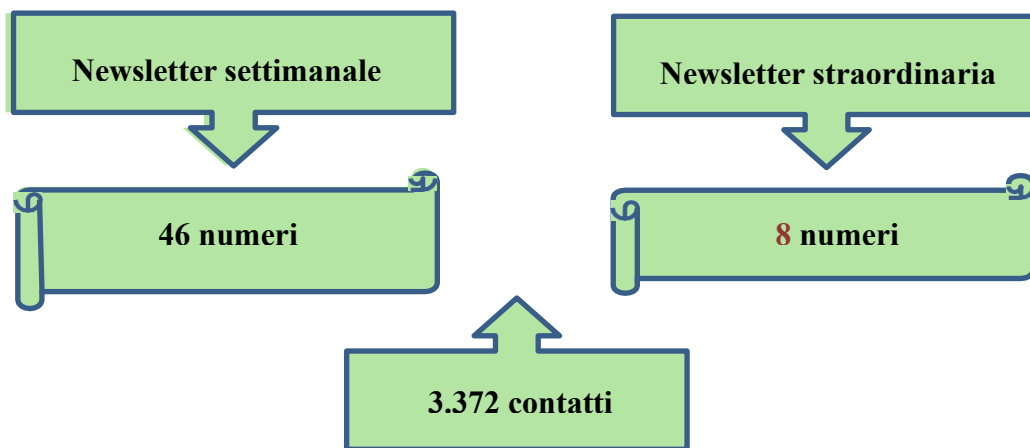 Newsletter settimanale
Newsletter straordinaria
46 numeri
8 numeri
3.372 contatti